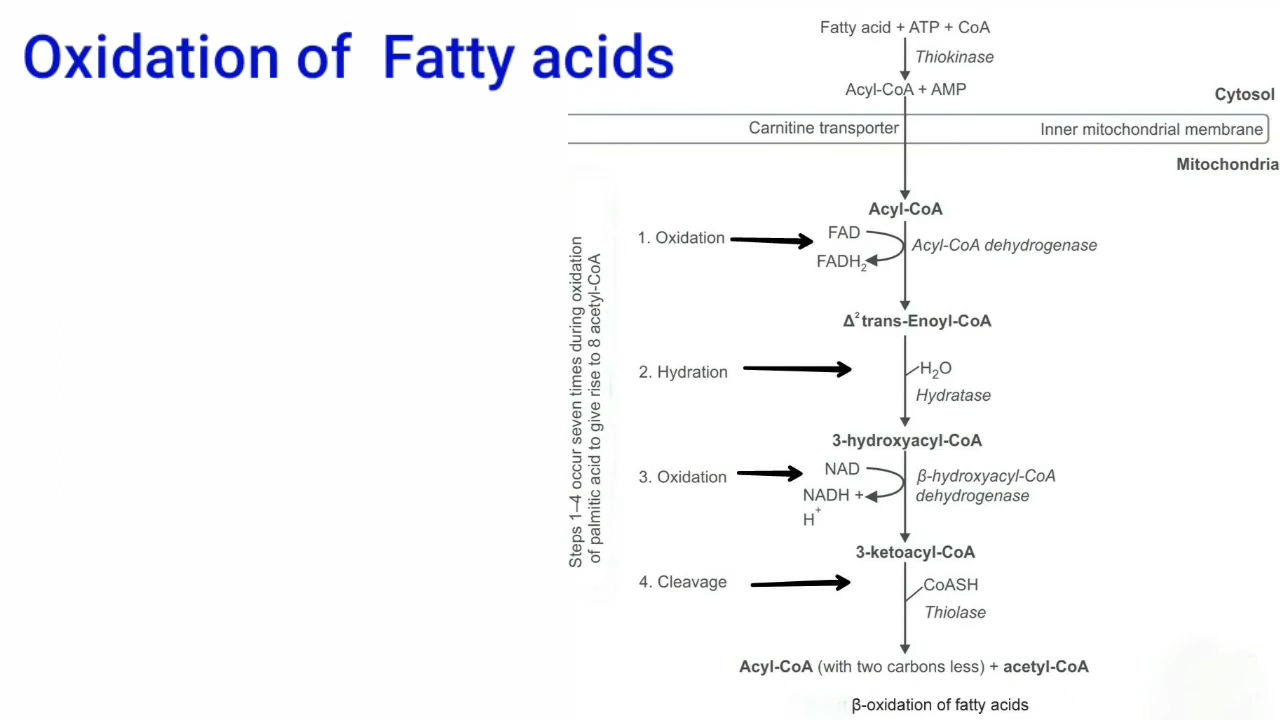 Oxidation of Fatty acids
Fatty acid + ATP + CoA
Thiokinase
Acyl-CoA + AMP
Cytosol
Carnitine transporter
Inner mitochondrial membrane
Mitochondria
Acyl-CoA
1. Oxidation
FAD
FADH₂
Acyl-CoA dehydrogenase
Δ²trans-Enoyl-CoA
2. Hydration
H₂O
Hydratase
3-hydroxyacyl-CoA
3. Oxidation
NAD
NADH +
H⁺
β-hydroxyacyl-CoA
dehydrogenase
3-ketoacyl-CoA
4. Cleavage
CoASH
Thiolase
Acyl-CoA (with two carbons less) + acetyl-CoA
Steps 1–4 occur seven times during oxidation
of palmitic acid to give rise to 8 acetyl-CoA
β-oxidation of fatty acids